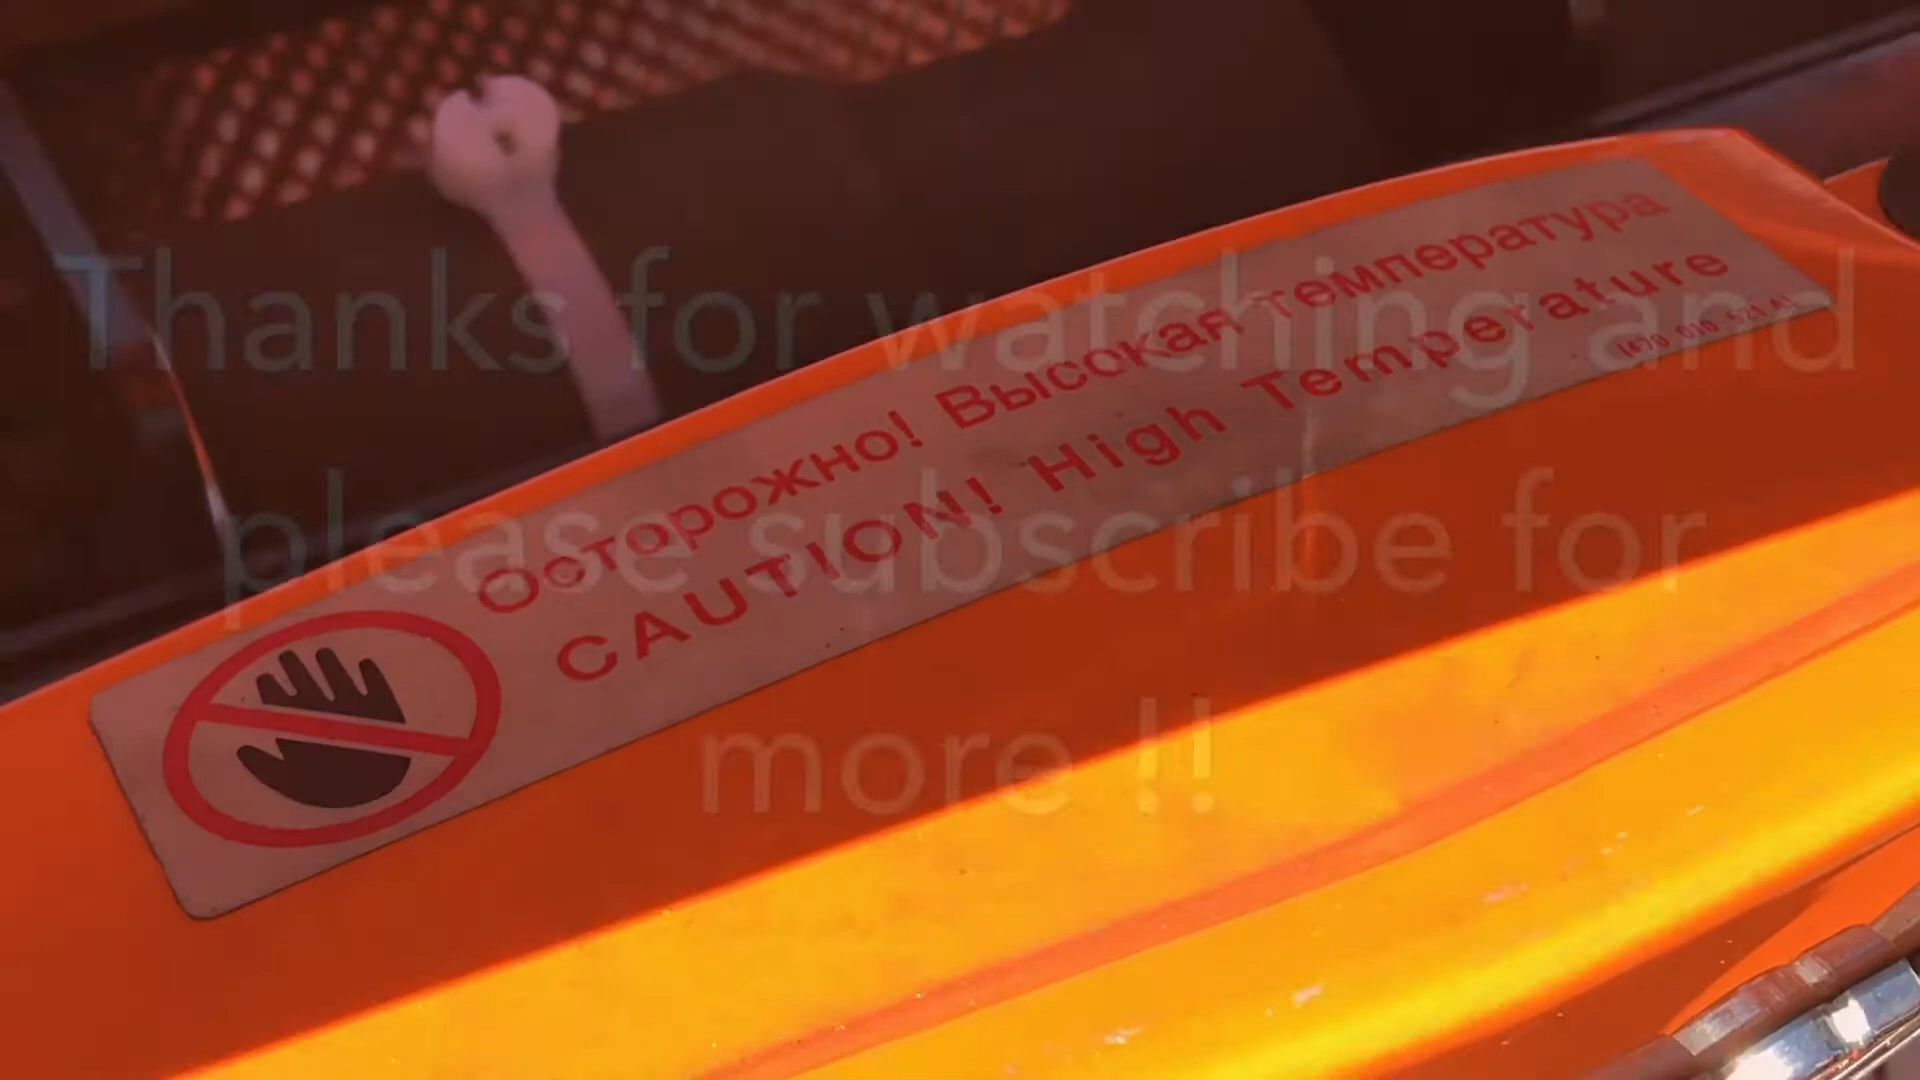 Thanks for watching and
please subscribe for
more !!
Осторожно! Высокая температура
CAUTION! High Temperature